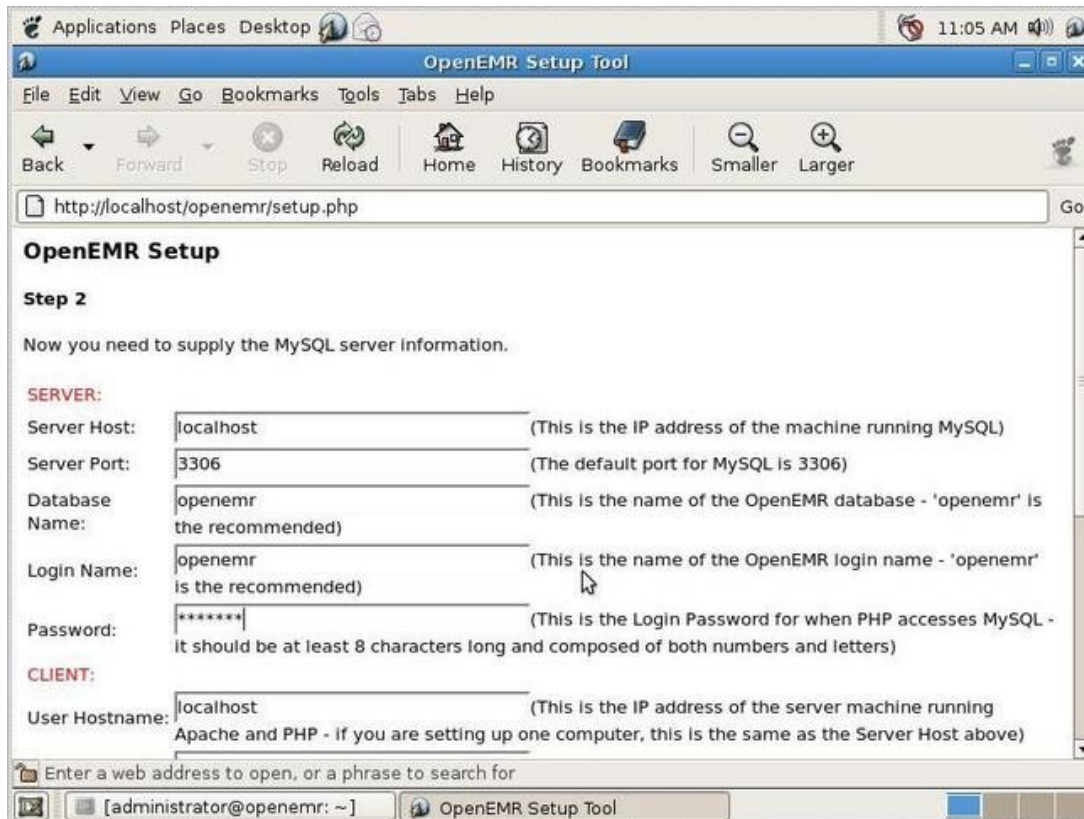 Applications Places Desktop
11:05 AM
OpenEMR Setup Tool
File Edit View Go Bookmarks Tools Tabs Help
Back Forward Stop Reload Home History Bookmarks Smaller Larger
http://localhost/openemr/setup.php Go
OpenEMR Setup
Step 2
Now you need to supply the MySQL server information.
SERVER:
Server Host: localhost (This is the IP address of the machine running MySQL)
Server Port: 3306 (The default port for MySQL is 3306)
Database Name: openemr (This is the name of the OpenEMR database - 'openemr' is
the recommended)
Login Name: openemr (This is the name of the OpenEMR login name - 'openemr'
is the recommended)
Password: ******* (This is the Login Password for when PHP accesses MySQL -
it should be at least 8 characters long and composed of both numbers and letters)
CLIENT:
User Hostname: localhost (This is the IP address of the server machine running
Apache and PHP - if you are setting up one computer, this is the same as the Server Host above)
Enter a web address to open, or a phrase to search for
[administrator@openemr: ~] OpenEMR Setup Tool